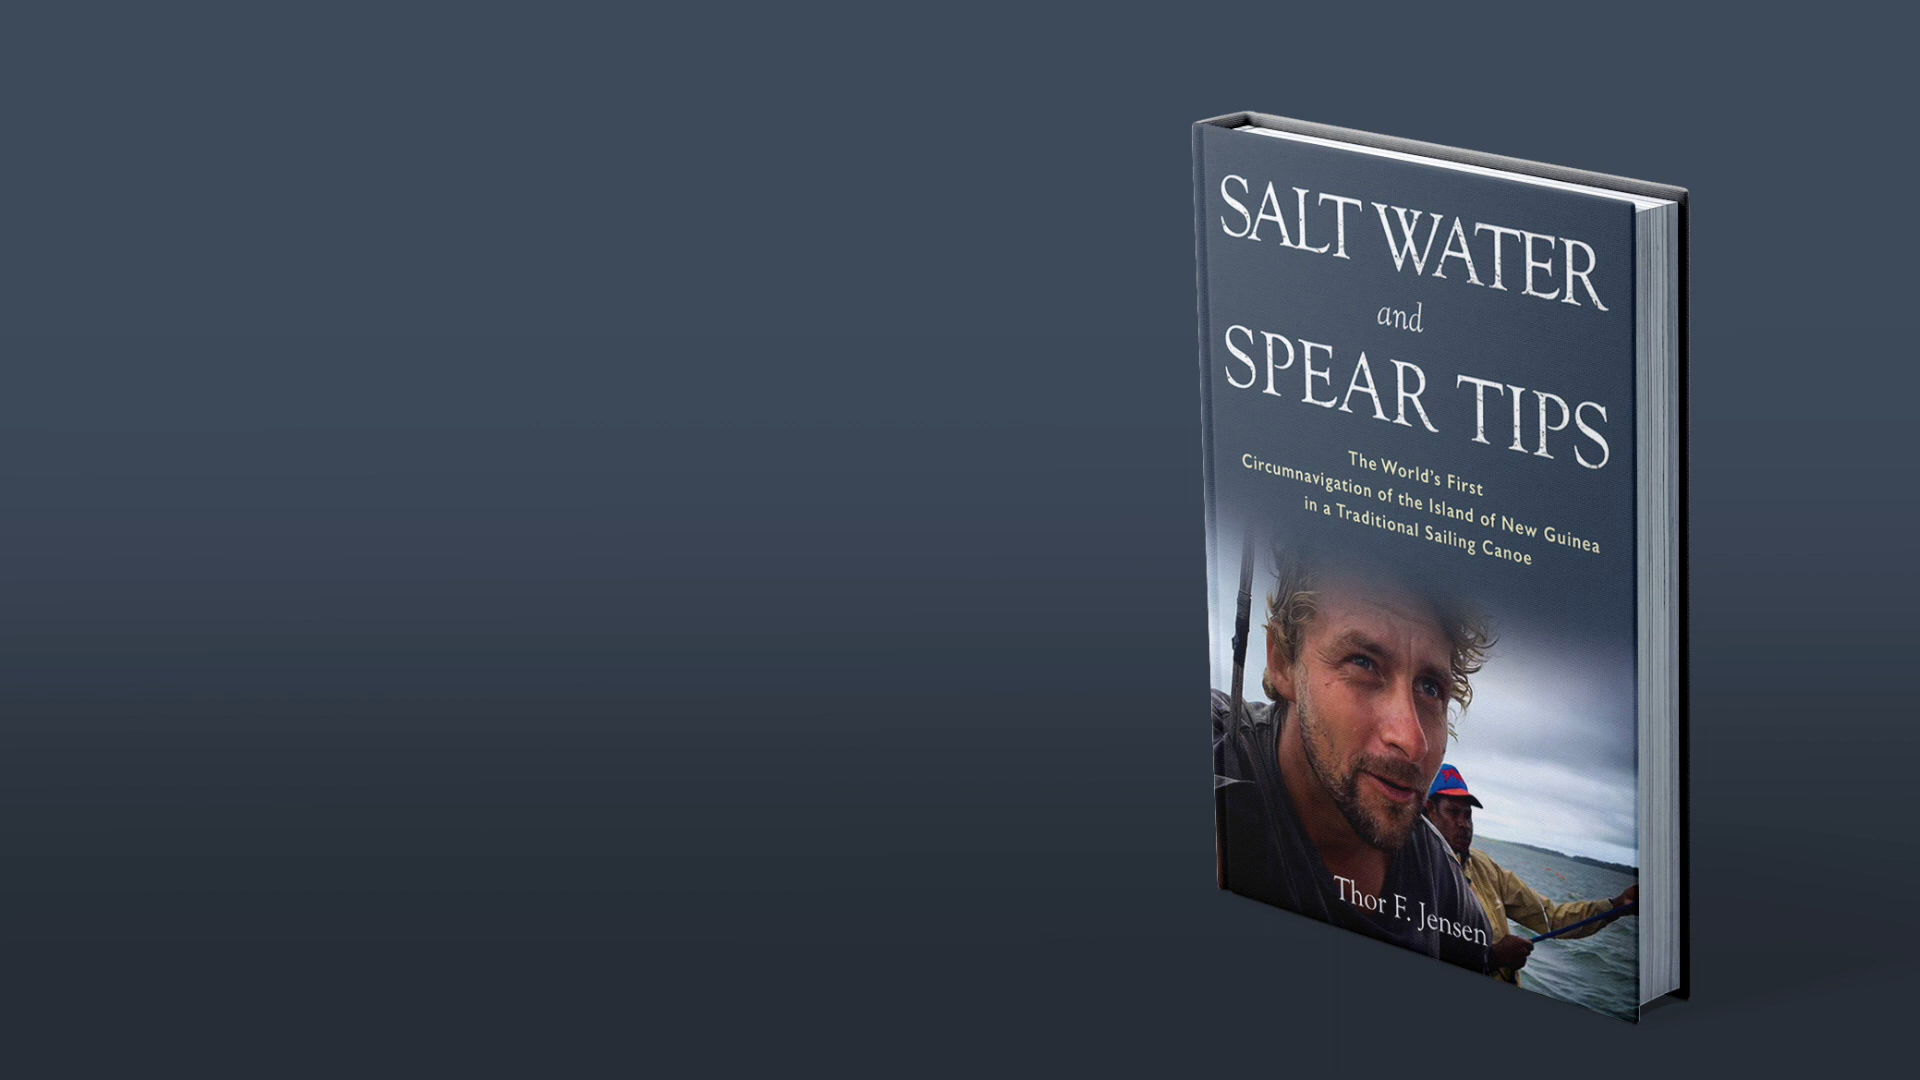 SALT WATER
and
SPEAR TIPS
The World's First
Circumnavigation of the Island of New Guinea
in a Traditional Sailing Canoe
Thor F. Jensen